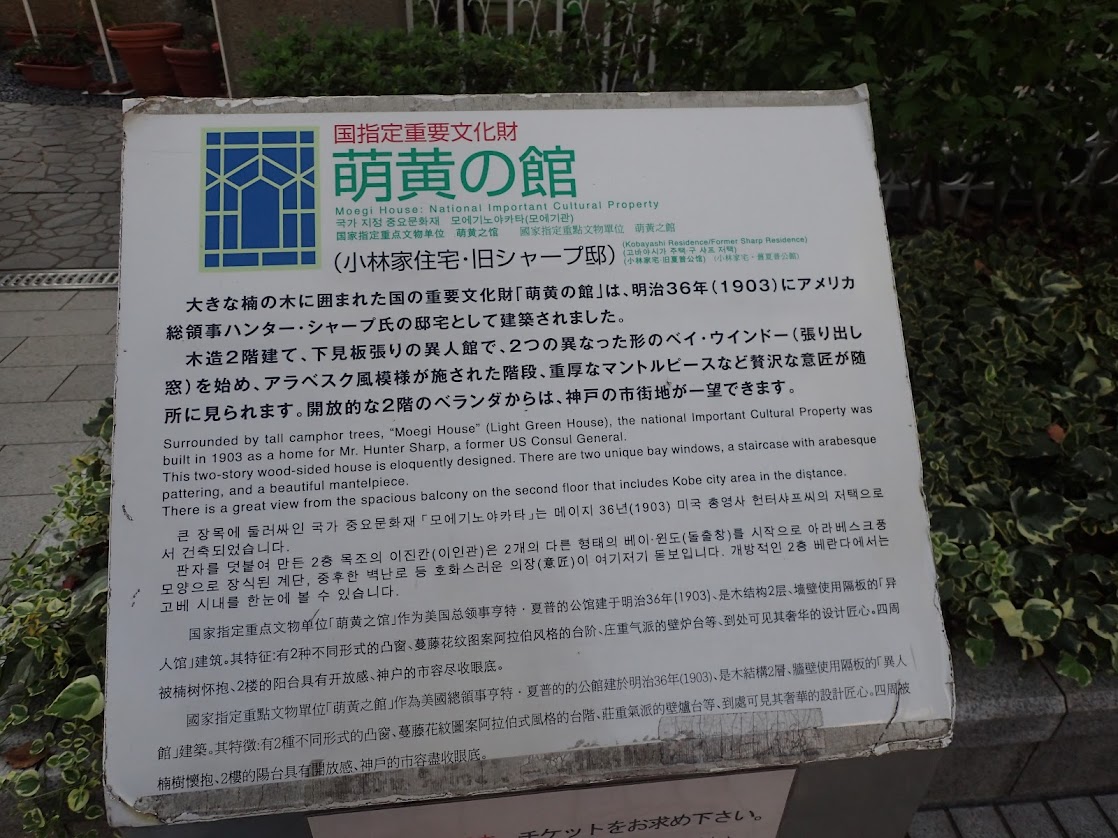 国指定重要文化財
萌黄の館
Moegi House: National Important Cultural Property
국가 지정 중요문화재　모에기노야카타(모에기관)
国家指定重点文物单位　萌黄之馆　　國家指定重點文物單位　萌黄之館
(小林家住宅・旧シャープ邸)
(Kobayashi Residence/Former Sharp Residence)
(고바야시가 주택·구 샤프 저택)
(小林家宅・旧夏普公馆)　(小林家宅・舊夏普公館)
大きな楠の木に囲まれた国の重要文化財「萌黄の館」は、明治36年(1903)にアメリカ
総領事ハンター・シャープ氏の邸宅として建築されました。
木造2階建て、下見板張りの異人館で、2つの異なった形のベイ・ウインドー(張り出し
窓)を始め、アラベスク風模様が施された階段、重厚なマントルピースなど贅沢な意匠が随
所に見られます。開放的な2階のベランダからは、神戸の市街地が一望できます。
Surrounded by tall camphor trees, “Moegi House” (Light Green House), the national Important Cultural Property was
built in 1903 as a home for Mr. Hunter Sharp, a former US Consul General.
This two-story wood-sided house is eloquently designed. There are two unique bay windows, a staircase with arabesque
pattering, and a beautiful mantelpiece.
There is a great view from the spacious balcony on the second floor that includes Kobe city area in the distance.
큰 장목에 둘러싸인 국가 중요문화재「모에기노야카타」는 메이지 36년(1903) 미국 총영사 헌터샤프씨의 저택으로
서 건축되었습니다.
판자를 덧붙여 만든 2층 목조의 이진칸(이인관)은 2개의 다른 형태의 베이·윈도(돌출창)를 시작으로 아라베스크풍
모양으로 장식된 계단, 중후한 벽난로 등 호화스러운 의장(意匠)이 여기저기 돋보입니다. 개방적인 2층 베란다에서는
고베 시내를 한눈에 볼 수 있습니다.
国家指定重点文物单位「萌黄之馆」作为美国总领事亨特・夏普的公馆建于明治36年(1903)、是木结构2层、墙壁使用隔板的「异
人馆」建筑。其特征:有2种不同形式的凸窗、蔓藤花纹图案阿拉伯风格的台阶、庄重气派的壁炉台等、到处可见其奢华的设计匠心。四周
被楠树怀抱、2楼的阳台具有开放感、神户的市容尽收眼底。
國家指定重點文物單位「萌黄之館」作為美國總領事亨特・夏普的的公館建於明治36年(1903)、是木結構2層、牆壁使用隔板的「異人
館」建築。其特徵:有2種不同形式的凸窗、蔓藤花紋圖案阿拉伯式風格的台階、莊重氣派的壁爐台等、到處可見其奢華的設計匠心。四周被
楠樹懷抱、2樓的陽台具有開放感、神戶的市容盡收眼底。
チケットをお求め下さい。